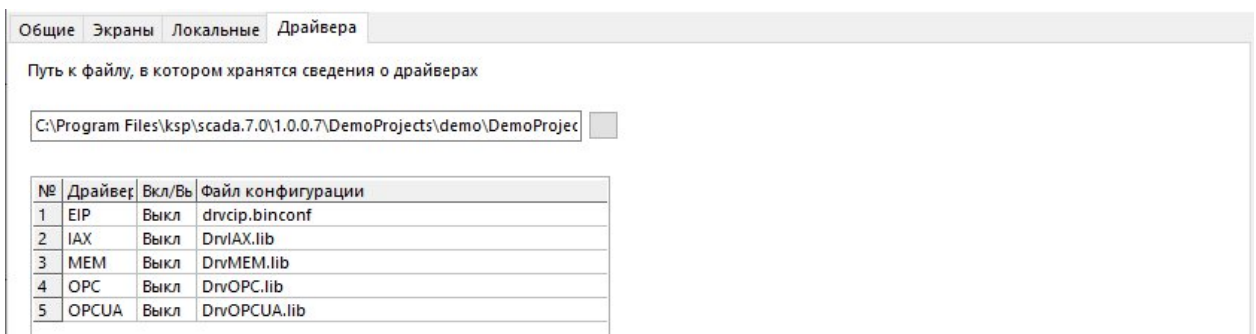 Общие Экраны Локальные Драйвера
Путь к файлу, в котором хранятся сведения о драйверах
C:\Program Files\ksp\scada.7.0\1.0.0.7\DemoProjects\demo\DemoProjec
№ Драйвер Вкл/Вы Файл конфигурации
1 EIP Выкл drvcip.binconf
2 IAX Выкл DrvIAX.lib
3 MEM Выкл DrvMEM.lib
4 OPC Выкл DrvOPC.lib
5 OPCUA Выкл DrvOPCUA.lib